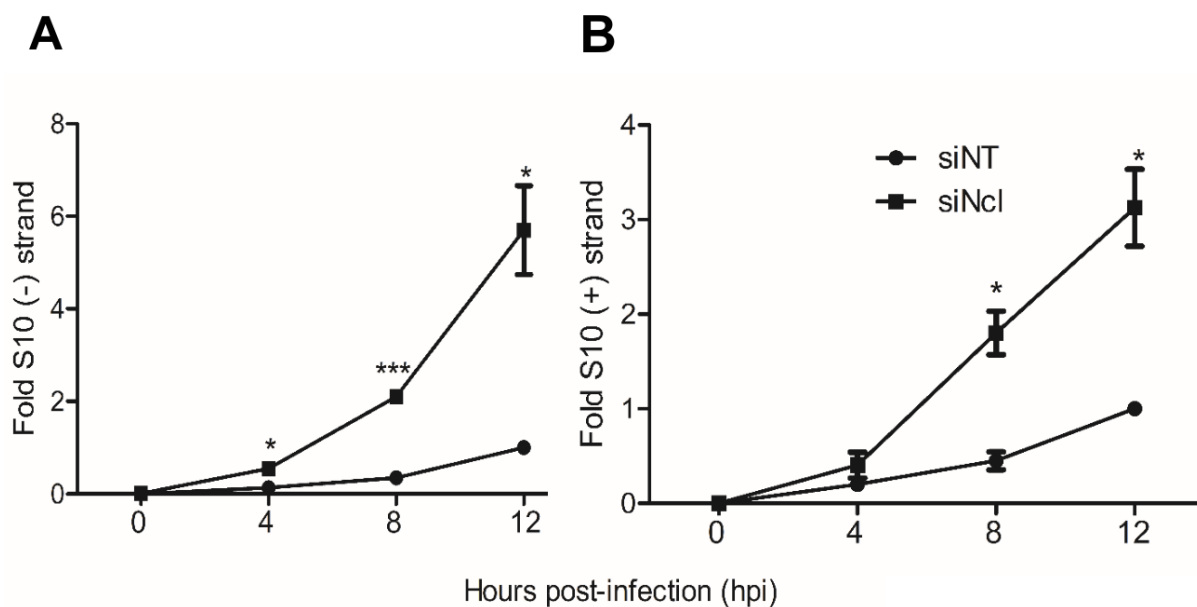 A
B
Fold S10 (-) strand
8
6
4
2
0
*
***
*
0 4 8 12
Fold S10 (+) strand
4
3
2
1
0
siNT
siNcl
*
*
0 4 8 12
Hours post-infection (hpi)